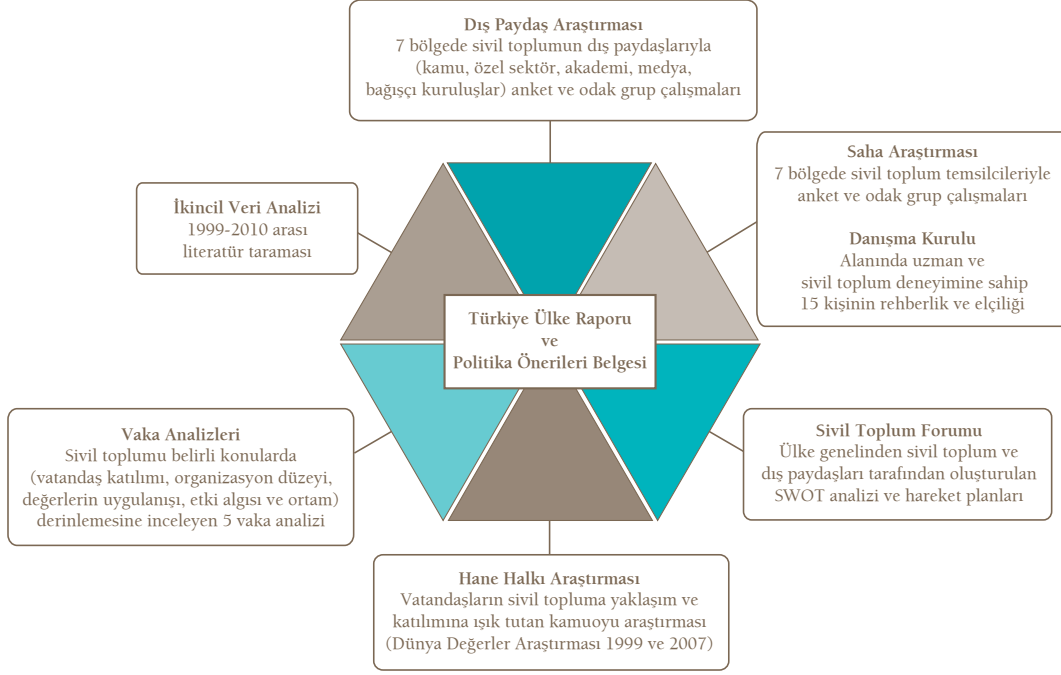 Dış Paydaş Araştırması
7 bölgede sivil toplumun dış paydaşlarıyla
(kamu, özel sektör, akademi, medya,
bağışçı kuruluşlar) anket ve odak grup çalışmaları
Saha Araştırması
7 bölgede sivil toplum temsilcileriyle
anket ve odak grup çalışmaları
Danışma Kurulu
Alanında uzman ve
sivil toplum deneyimine sahip
15 kişinin rehberlik ve elçiliği
İkincil Veri Analizi
1999-2010 arası
literatür taraması
Türkiye Ülke Raporu
ve
Politika Önerileri Belgesi
Vaka Analizleri
Sivil toplumu belirli konularda
(vatandaş katılımı, organizasyon düzeyi,
değerlerin uygulanışı, etki algısı ve ortam)
derinlemesine inceleyen 5 vaka analizi
Sivil Toplum Forumu
Ülke genelinden sivil toplum ve
dış paydaşları tarafından oluşturulan
SWOT analizi ve hareket planları
Hane Halkı Araştırması
Vatandaşların sivil topluma yaklaşım ve
katılımına ışık tutan kamuoyu araştırması
(Dünya Değerler Araştırması 1999 ve 2007)